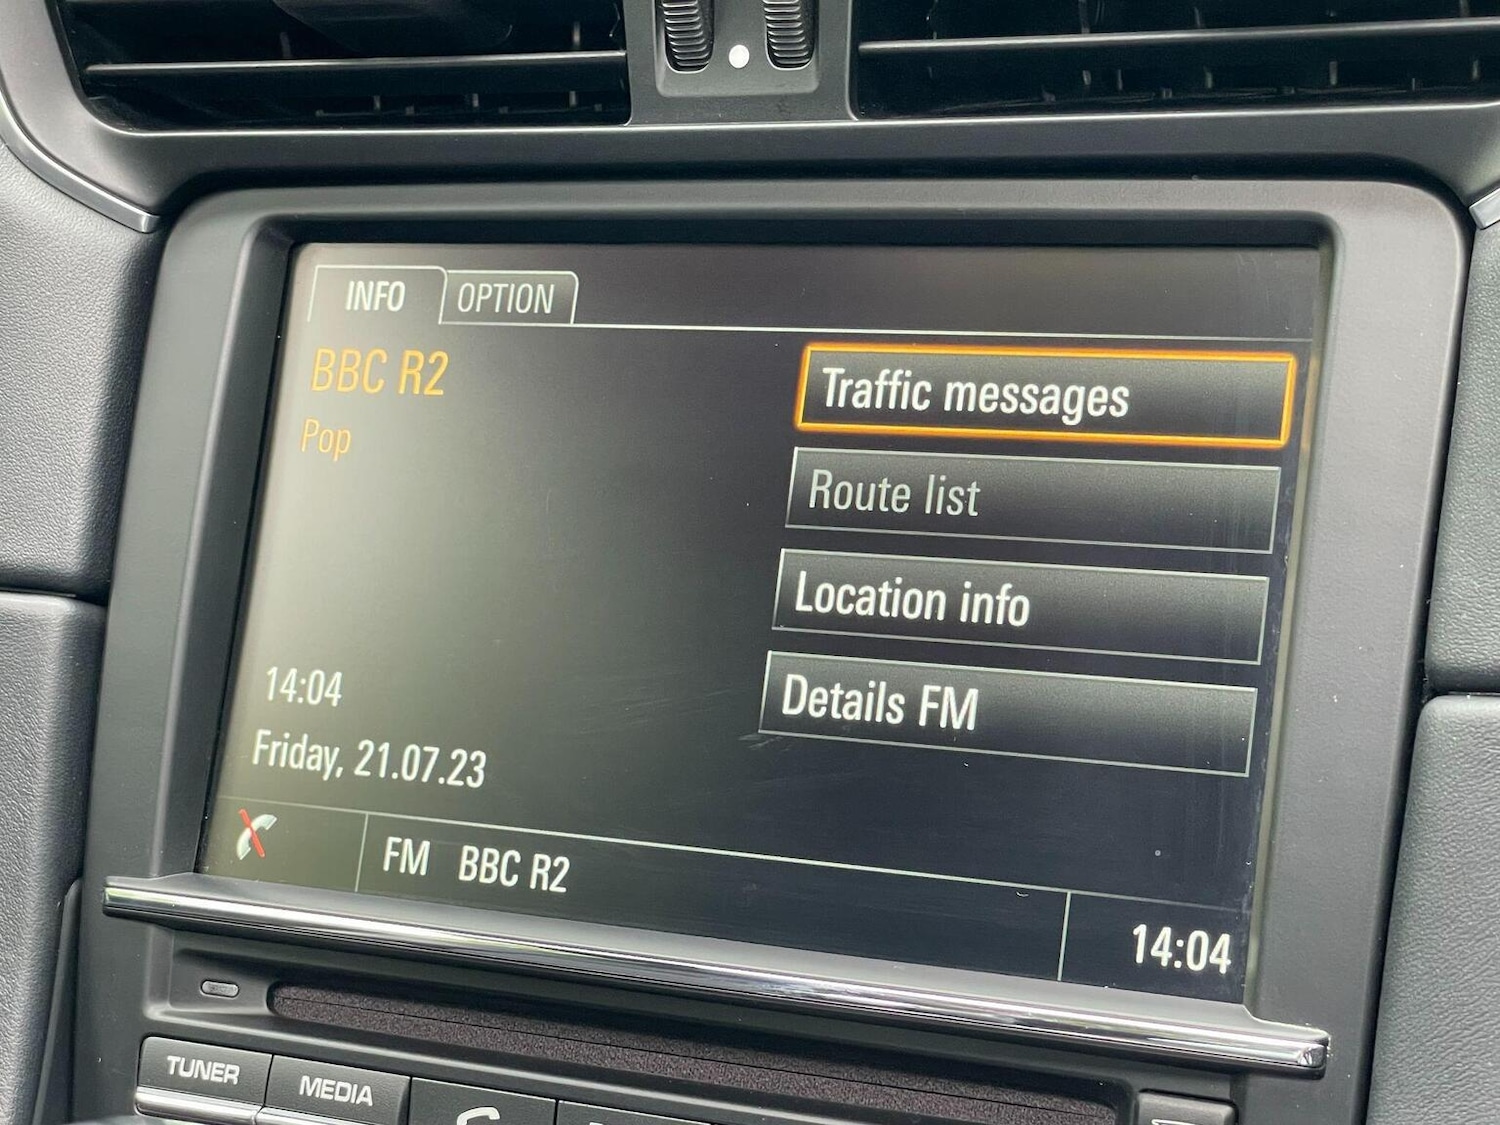 INFO OPTION
BBC R2
Pop
Traffic messages
Route list
Location info
Details FM
14:04
Friday, 21.07.23
FM BBC R2
14:04
TUNER
MEDIA